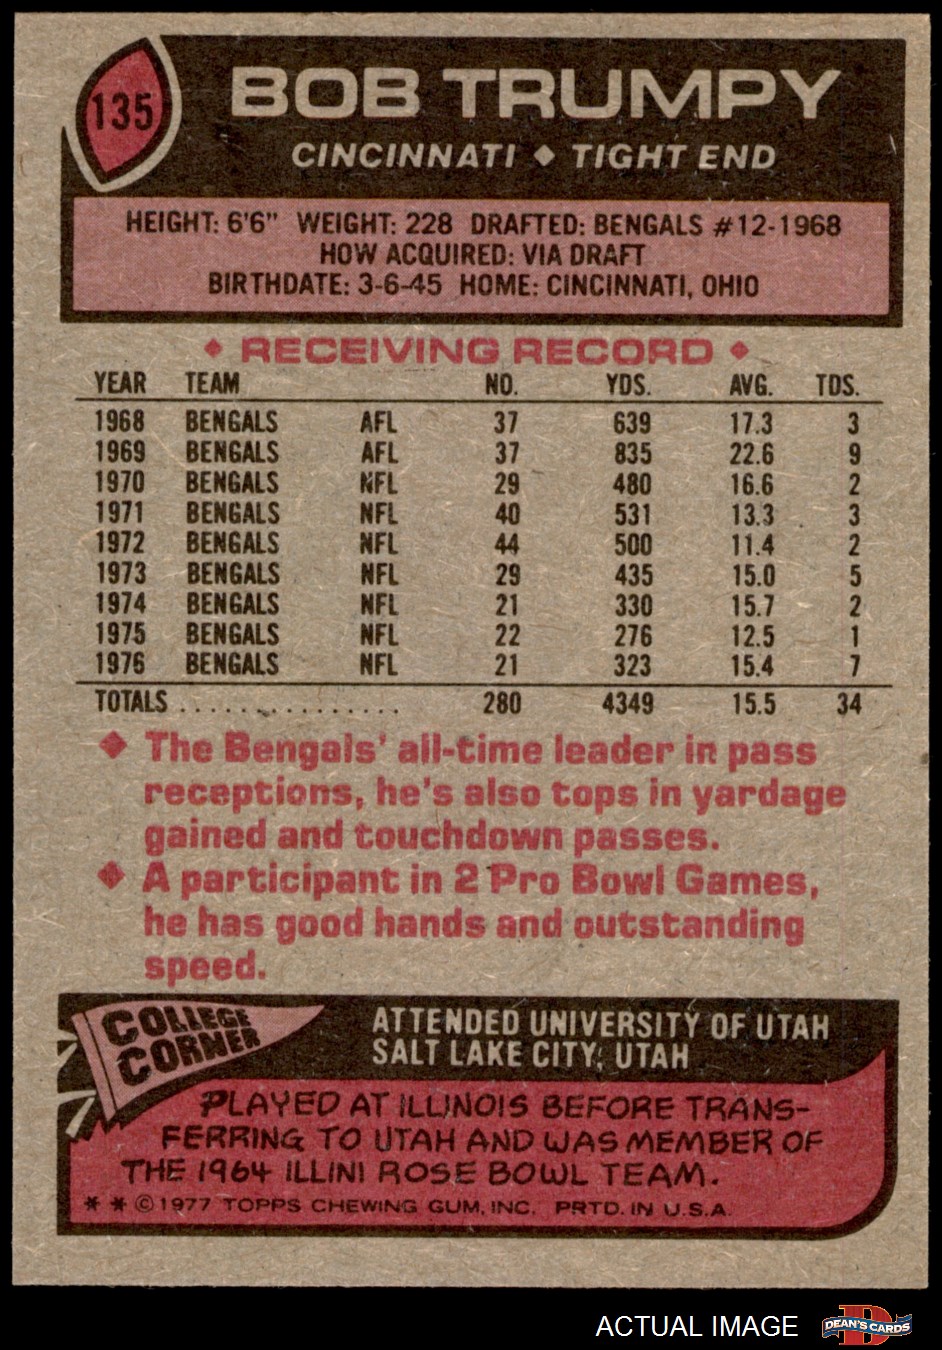 135
BOB TRUMPY
CINCINNATI ◆ TIGHT END
HEIGHT: 6'6" WEIGHT: 228 DRAFTED: BENGALS #12-1968
HOW ACQUIRED: VIA DRAFT
BIRTHDATE: 3-6-45 HOME: CINCINNATI, OHIO
◆ RECEIVING RECORD ◆
YEAR TEAM NO. YDS. AVG. TDS.
1968 BENGALS AFL 37 639 17.3 3
1969 BENGALS AFL 37 835 22.6 9
1970 BENGALS NFL 29 480 16.6 2
1971 BENGALS NFL 40 531 13.3 3
1972 BENGALS NFL 44 500 11.4 2
1973 BENGALS NFL 29 435 15.0 5
1974 BENGALS NFL 21 330 15.7 2
1975 BENGALS NFL 22 276 12.5 1
1976 BENGALS NFL 21 323 15.4 7
TOTALS . . . . . . . . . . . . . . . 280 4349 15.5 34
◆ The Bengals' all-time leader in pass
receptions, he's also tops in yardage
gained and touchdown passes.
◆ A participant in 2 Pro Bowl Games,
he has good hands and outstanding
speed.
COLLEGE
CORNER
ATTENDED UNIVERSITY OF UTAH
SALT LAKE CITY, UTAH
PLAYED AT ILLINOIS BEFORE TRANS-
FERRING TO UTAH AND WAS MEMBER OF
THE 1964 ILLINI ROSE BOWL TEAM.
* * © 1977 TOPPS CHEWING GUM, INC. PRTD. IN U.S.A.
ACTUAL IMAGE
DEAN'S CARDS